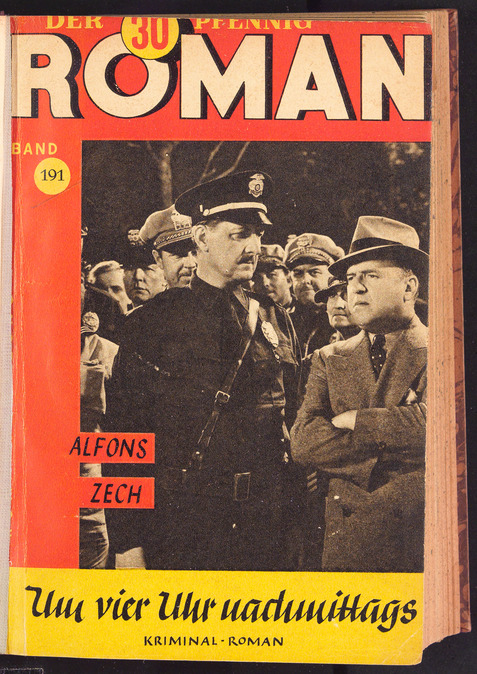 DER 30 PFENNIG
ROMAN
BAND
191
ALFONS
ZECH
Um vier Uhr nachmittags
KRIMINAL-ROMAN